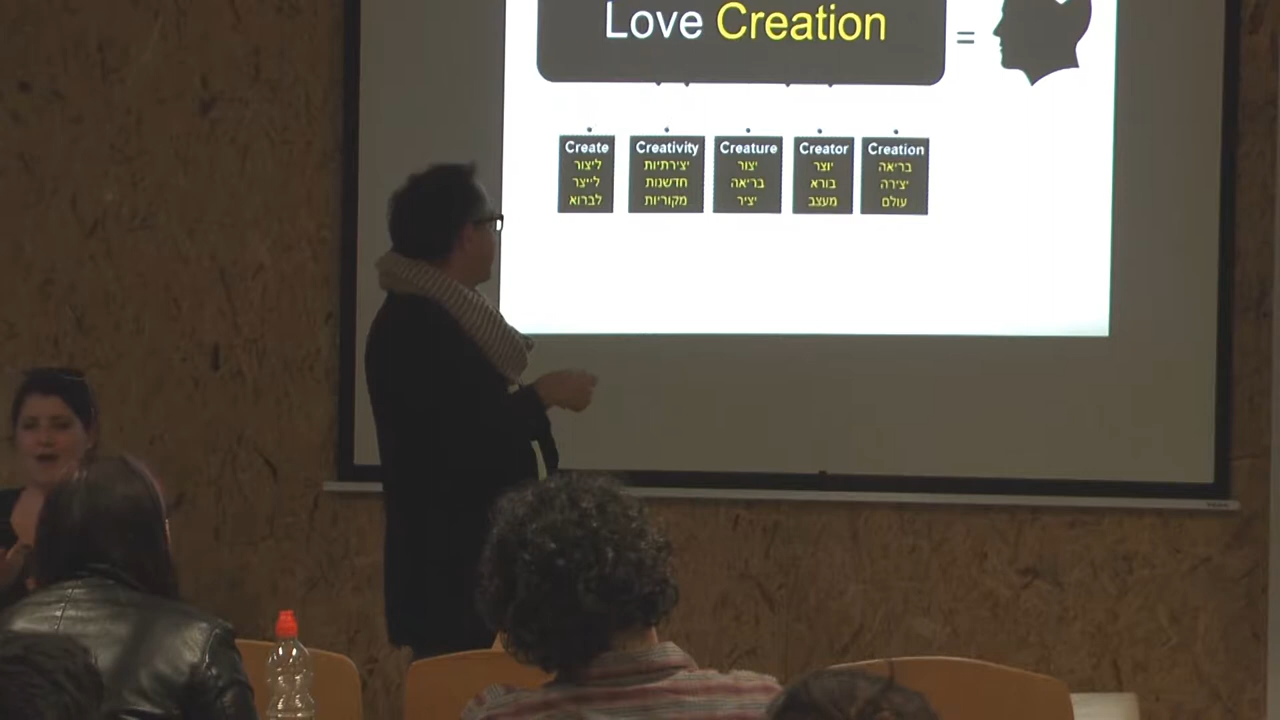 Love Creation
=
Create
ליצור
לייצר
לברוא
Creativity
יצירתיות
חדשנות
מקוריות
Creature
יצור
בריאה
יציר
Creator
יוצר
בורא
מעצב
Creation
בריאה
יצירה
עולם